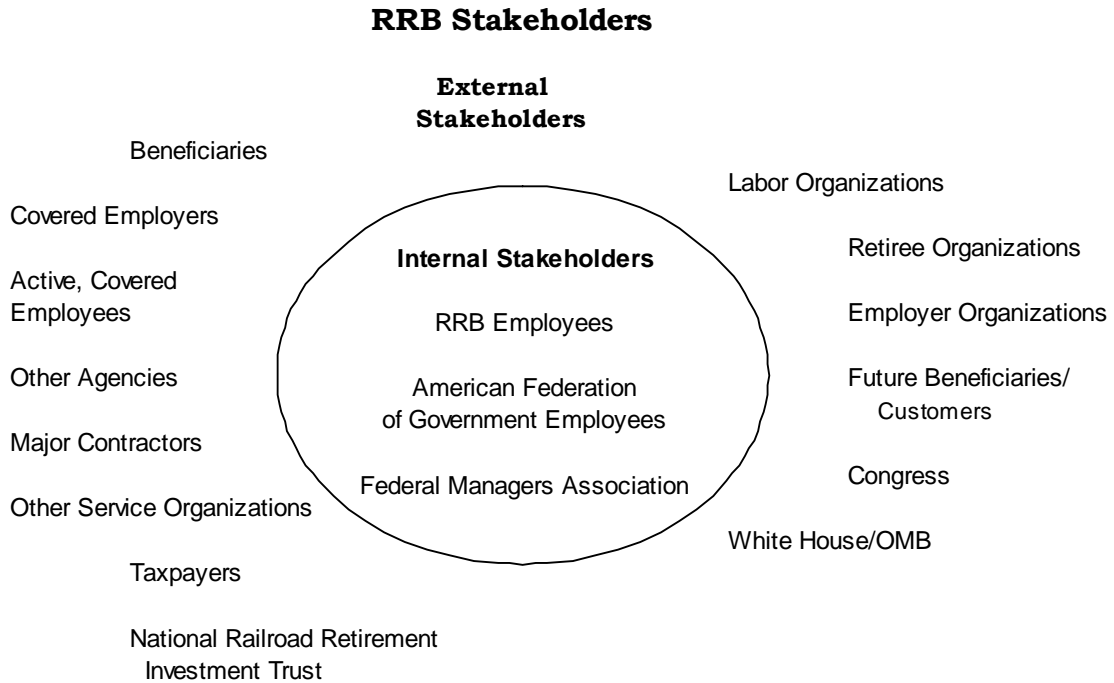 RRB Stakeholders
External
Stakeholders
Beneficiaries
Covered Employers
Active, Covered
Employees
Other Agencies
Major Contractors
Other Service Organizations
Taxpayers
National Railroad Retirement
Investment Trust
Internal Stakeholders
RRB Employees
American Federation
of Government Employees
Federal Managers Association
Labor Organizations
Retiree Organizations
Employer Organizations
Future Beneficiaries/
Customers
Congress
White House/OMB